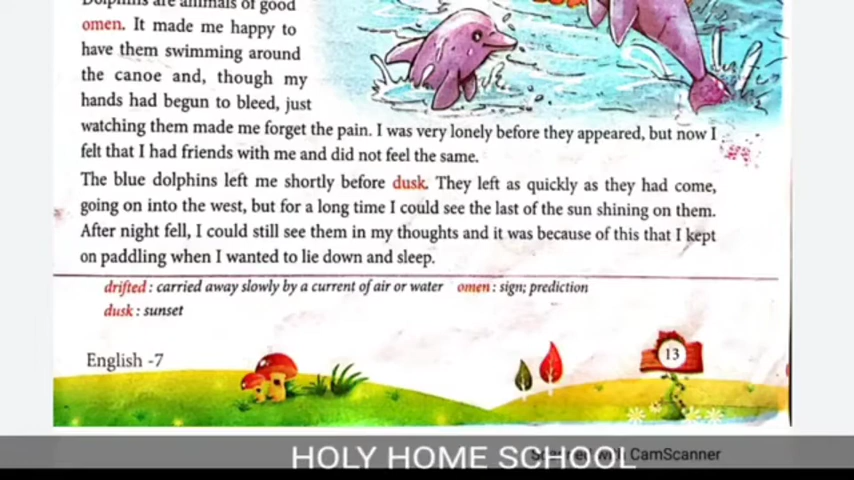 Dolphins are animals of good
omen. It made me happy to
have them swimming around
the canoe and, though my
hands had begun to bleed, just
watching them made me forget the pain. I was very lonely before they appeared, but now I
felt that I had friends with me and did not feel the same.
The blue dolphins left me shortly before dusk. They left as quickly as they had come,
going on into the west, but for a long time I could see the last of the sun shining on them.
After night fell, I could still see them in my thoughts and it was because of this that I kept
on paddling when I wanted to lie down and sleep.
drifted : carried away slowly by a current of air or water omen : sign; prediction
dusk : sunset
English -7
13
HOLY HOME SCHOOL
CamScanner